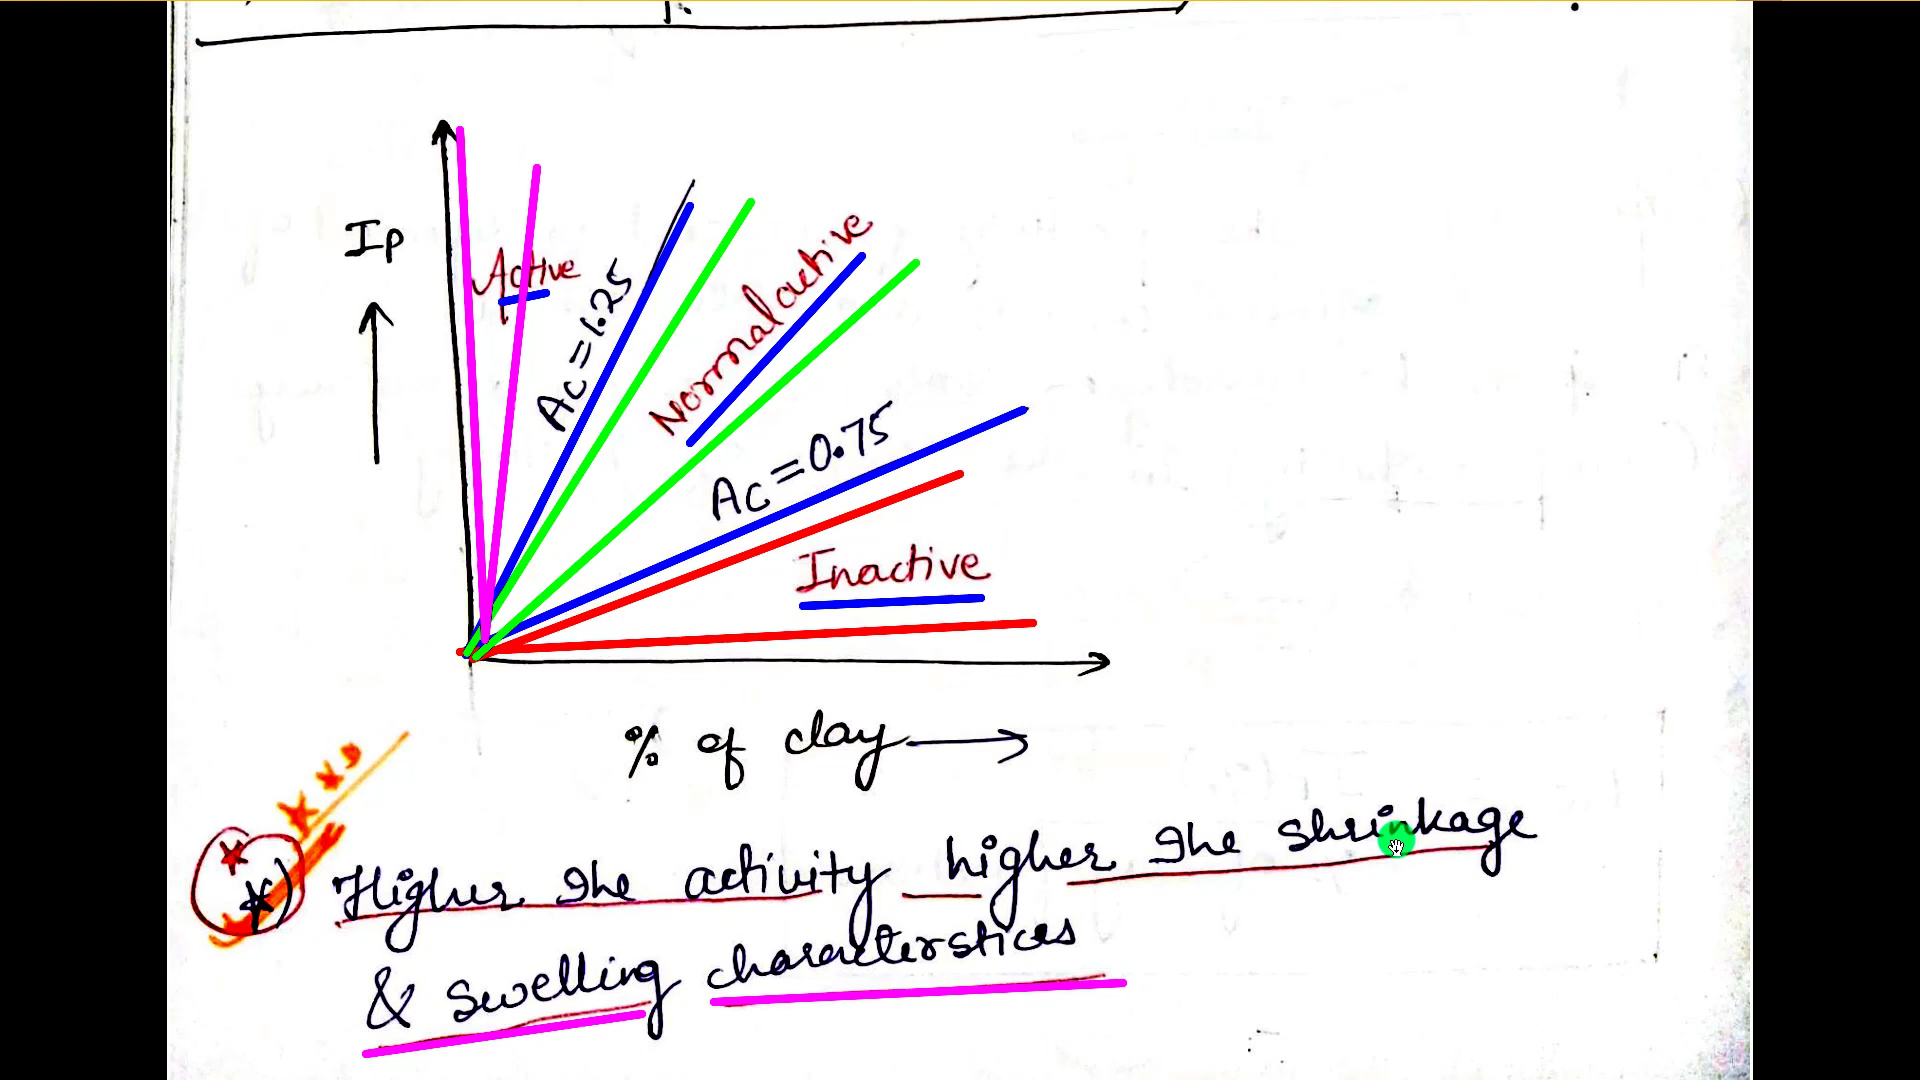 Ip
Active
Ac = 1.25
Normal active
Ac = 0.75
Inactive
% of clay
*) Higher the activity higher the shrinkage
& swelling characterstices